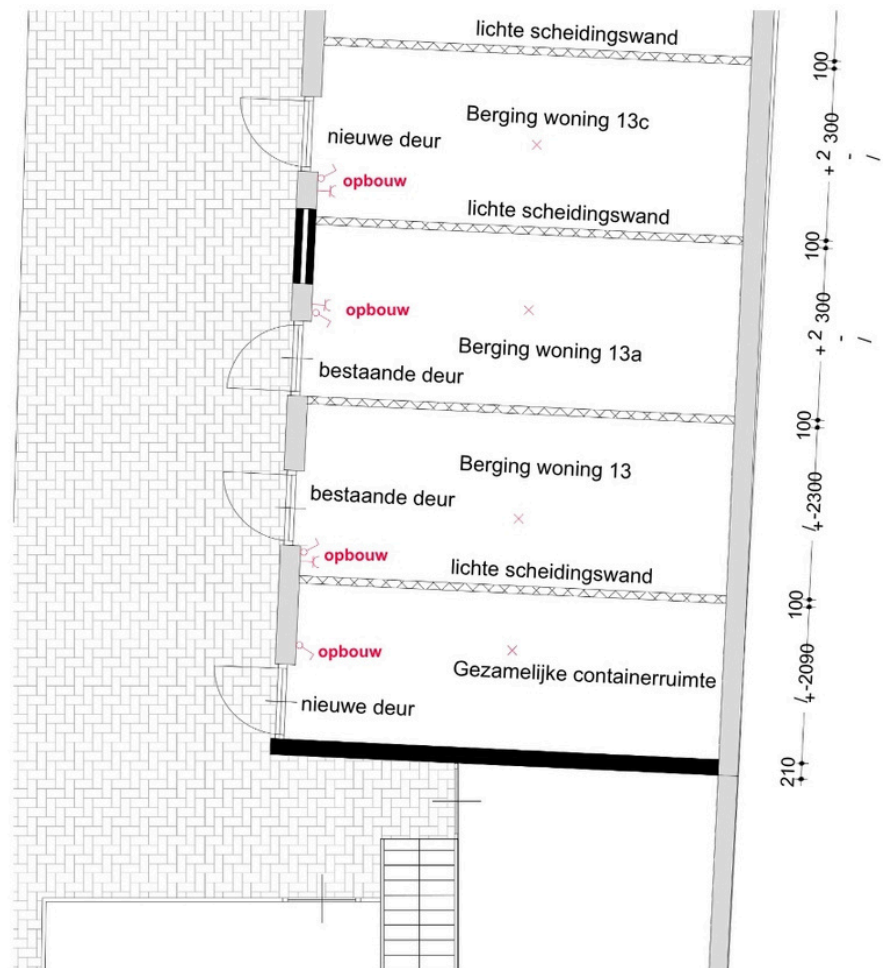 lichte scheidingswand
100
Berging woning 13c
nieuwe deur
+ 2 300
- /
opbouw
lichte scheidingswand
100
opbouw
+ 2 300
- /
Berging woning 13a
bestaande deur
100
Berging woning 13
bestaande deur
+-2300
opbouw
lichte scheidingswand
100
opbouw
Gezamelijke containerruimte
+-2090
nieuwe deur
210